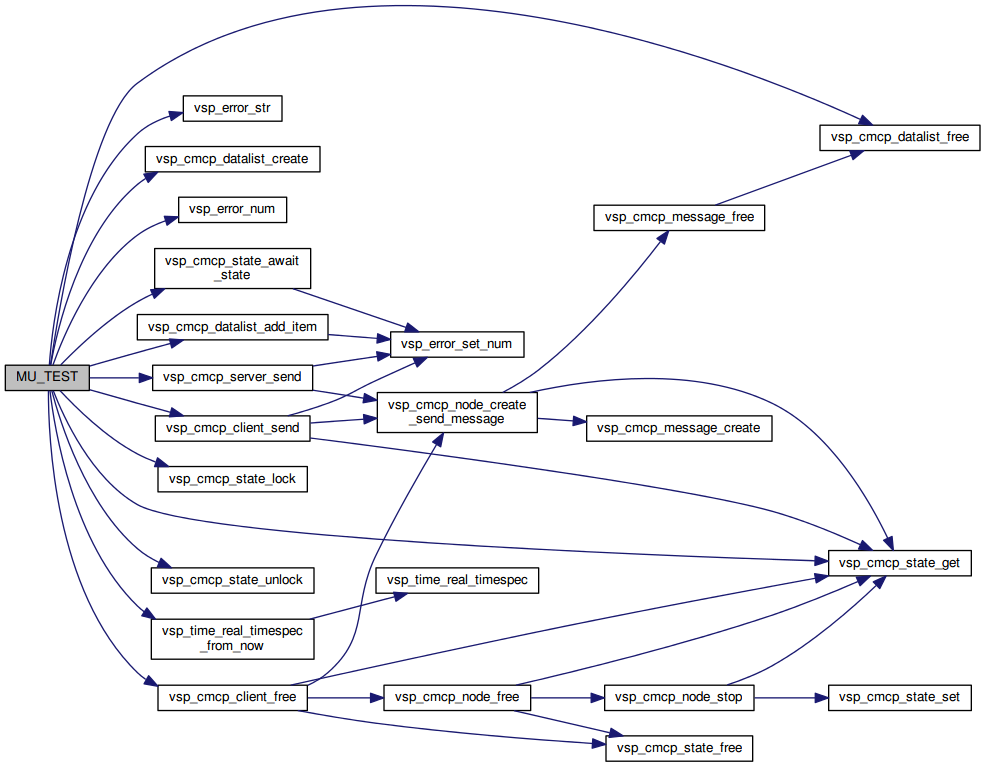 MU_TEST
vsp_error_str
vsp_cmcp_datalist_create
vsp_error_num
vsp_cmcp_state_await
_state
vsp_cmcp_datalist_add_item
vsp_cmcp_server_send
vsp_cmcp_client_send
vsp_cmcp_state_lock
vsp_cmcp_state_unlock
vsp_time_real_timespec
_from_now
vsp_cmcp_client_free
vsp_error_set_num
vsp_cmcp_node_create
_send_message
vsp_time_real_timespec
vsp_cmcp_node_free
vsp_cmcp_message_free
vsp_cmcp_message_create
vsp_cmcp_node_stop
vsp_cmcp_state_free
vsp_cmcp_datalist_free
vsp_cmcp_state_get
vsp_cmcp_state_set